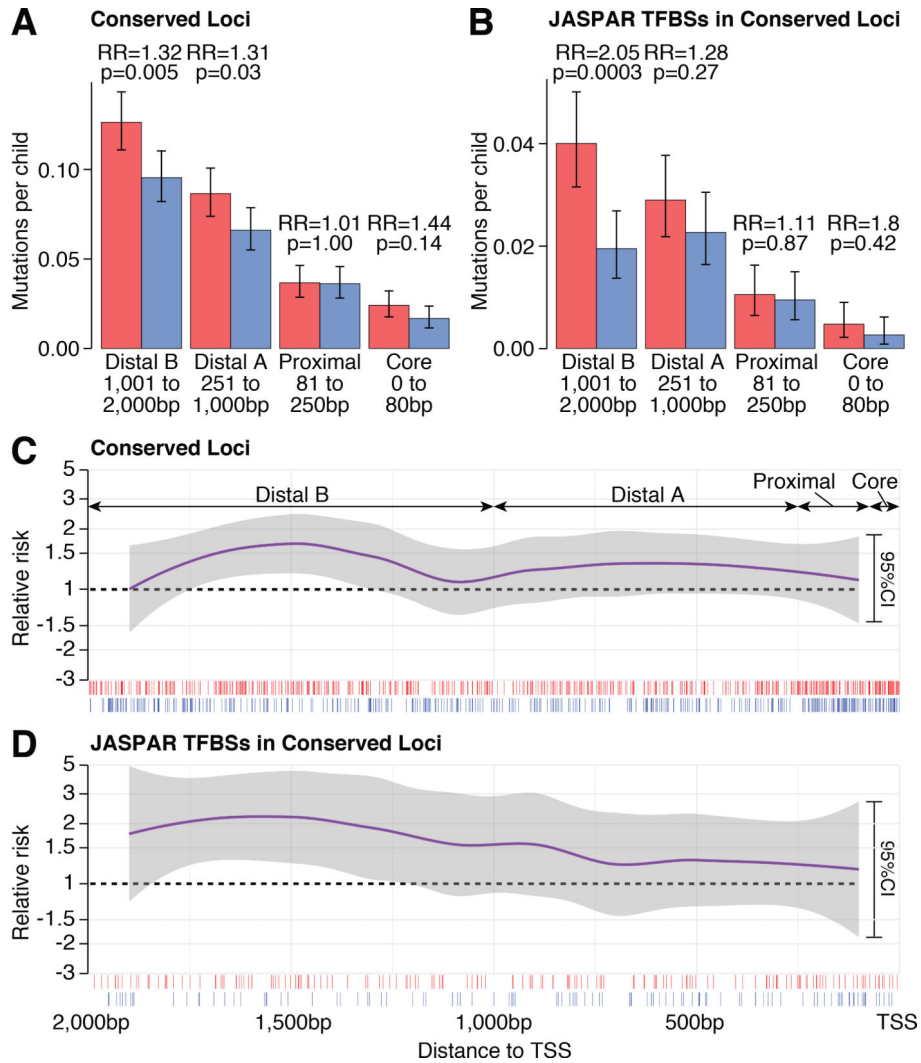 A Conserved Loci
RR=1.32 RR=1.31
p=0.005 p=0.03
RR=1.01 RR=1.44
p=1.00 p=0.14
Mutations per child
0.10
0.05
0.00
Distal B Distal A Proximal Core
1,001 to 251 to 81 to 0 to
2,000bp 1,000bp 250bp 80bp
B JASPAR TFBSs in Conserved Loci
RR=2.05 RR=1.28
p=0.0003 p=0.27
RR=1.11 RR=1.8
p=0.87 p=0.42
Mutations per child
0.04
0.02
0.00
Distal B Distal A Proximal Core
1,001 to 251 to 81 to 0 to
2,000bp 1,000bp 250bp 80bp
C Conserved Loci
Distal B Distal A Proximal Core
Relative risk
5
3
2
1.5
1
-1.5
-2
-3
95%CI
D JASPAR TFBSs in Conserved Loci
Relative risk
5
3
2
1.5
1
-1.5
-2
-3
95%CI
2,000bp 1,500bp 1,000bp 500bp TSS
Distance to TSS